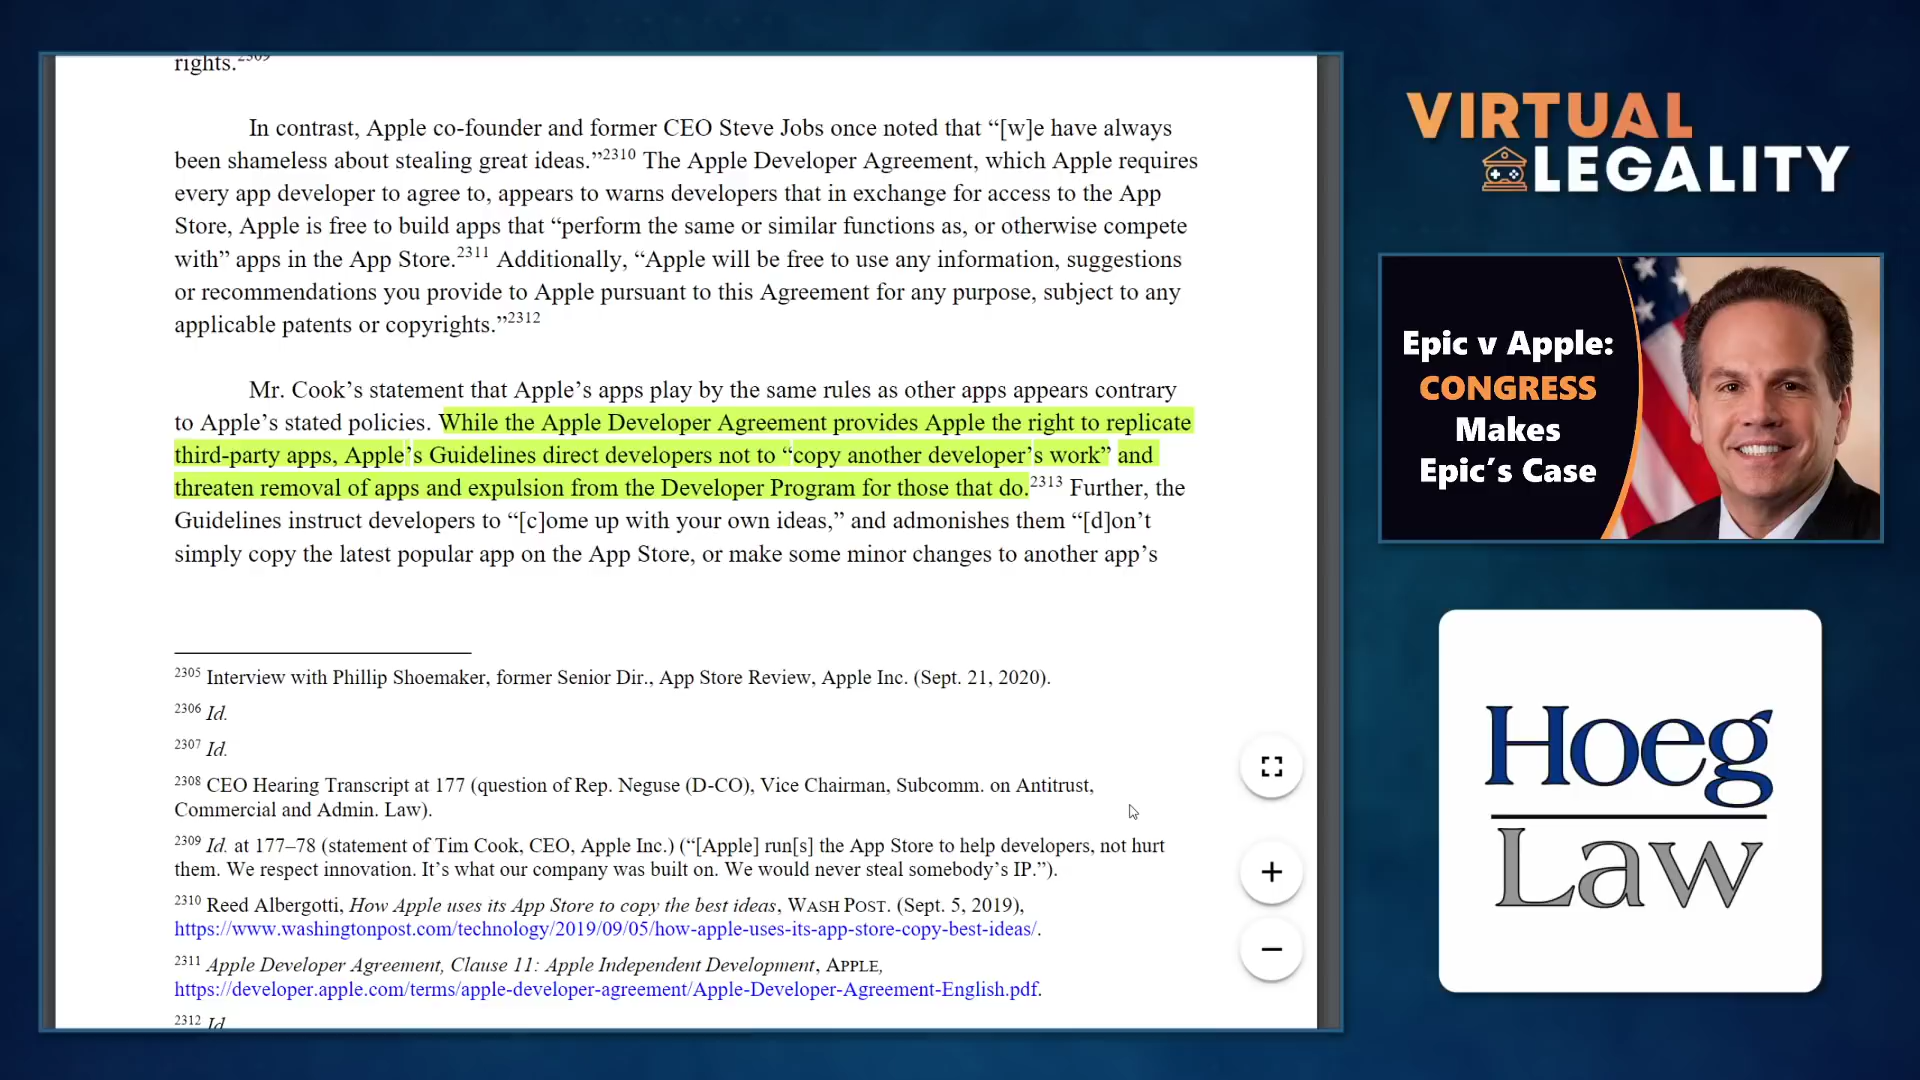 rights.2309
In contrast, Apple co-founder and former CEO Steve Jobs once noted that “[w]e have always
been shameless about stealing great ideas.”2310 The Apple Developer Agreement, which Apple requires
every app developer to agree to, appears to warns developers that in exchange for access to the App
Store, Apple is free to build apps that “perform the same or similar functions as, or otherwise compete
with” apps in the App Store.2311 Additionally, “Apple will be free to use any information, suggestions
or recommendations you provide to Apple pursuant to this Agreement for any purpose, subject to any
applicable patents or copyrights.”2312
Mr. Cook’s statement that Apple’s apps play by the same rules as other apps appears contrary
to Apple’s stated policies. While the Apple Developer Agreement provides Apple the right to replicate
third-party apps, Apple’s Guidelines direct developers not to “copy another developer’s work” and
threaten removal of apps and expulsion from the Developer Program for those that do.2313 Further, the
Guidelines instruct developers to “[c]ome up with your own ideas,” and admonishes them “[d]on’t
simply copy the latest popular app on the App Store, or make some minor changes to another app’s
2305 Interview with Phillip Shoemaker, former Senior Dir., App Store Review, Apple Inc. (Sept. 21, 2020).
2306 Id.
2307 Id.
2308 CEO Hearing Transcript at 177 (question of Rep. Neguse (D-CO), Vice Chairman, Subcomm. on Antitrust,
Commercial and Admin. Law).
2309 Id. at 177–78 (statement of Tim Cook, CEO, Apple Inc.) (“[Apple] run[s] the App Store to help developers, not hurt
them. We respect innovation. It’s what our company was built on. We would never steal somebody’s IP.”).
2310 Reed Albergotti, How Apple uses its App Store to copy the best ideas, WASH POST. (Sept. 5, 2019),
https://www.washingtonpost.com/technology/2019/09/05/how-apple-uses-its-app-store-copy-best-ideas/.
2311 Apple Developer Agreement, Clause 11: Apple Independent Development, APPLE,
https://developer.apple.com/terms/apple-developer-agreement/Apple-Developer-Agreement-English.pdf.
2312 Id.
VIRTUAL
LEGALITY
Epic v Apple:
CONGRESS
Makes
Epic’s Case
Hoeg
Law